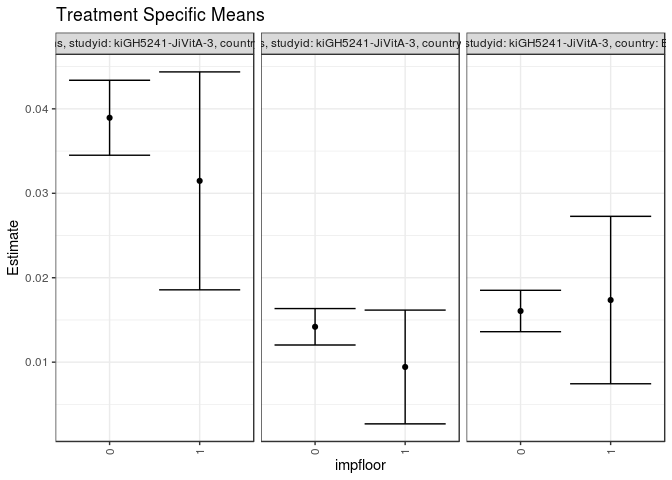 Treatment Specific Means
s, studyid: kiGH5241-JiVitA-3, country
s, studyid: kiGH5241-JiVitA-3, country
studyid: kiGH5241-JiVitA-3, country:
0.04
0.03
0.02
0.01
Estimate
0 1 0 1 0 1
impfloor